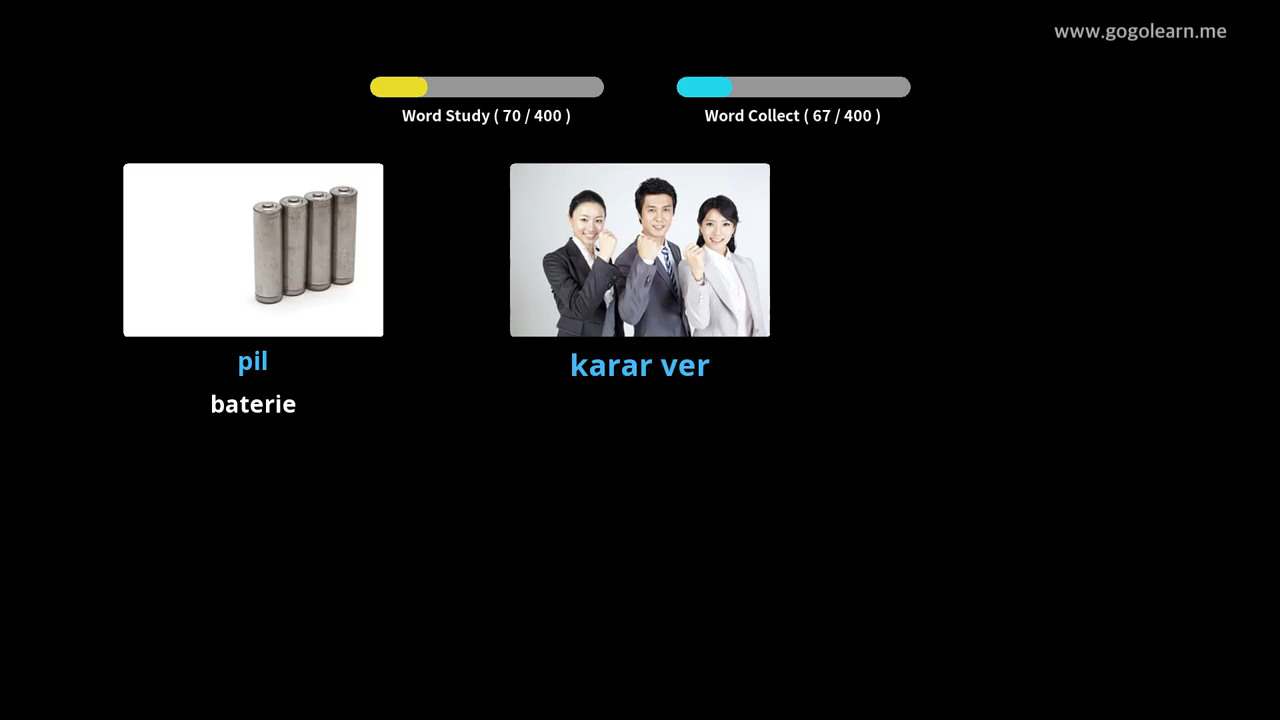 www.gogolearn.me
Word Study ( 70 / 400 )
Word Collect ( 67 / 400 )
pil
baterie
karar ver